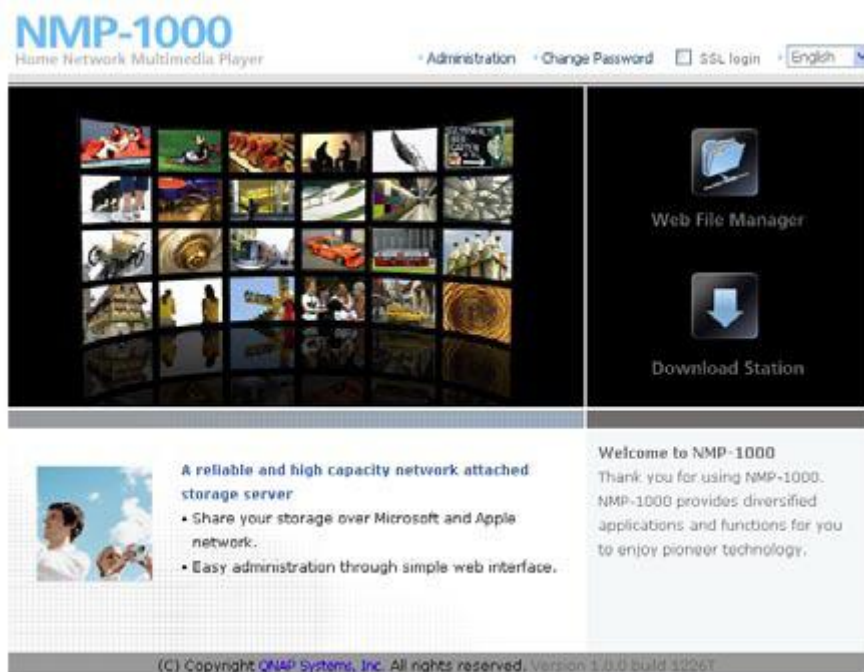 NMP-1000
Home Network Multimedia Player
Administration
Change Password
SSL login
English
Web File Manager
Download Station
A reliable and high capacity network attached
storage server
• Share your storage over Microsoft and Apple
network.
• Easy administration through simple web interface.
Welcome to NMP-1000
Thank you for using NMP-1000.
NMP-1000 provides diversified
applications and functions for you
to enjoy pioneer technology.
(C) Copyright QNAP Systems, Inc. All rights reserved. Version 1.0.0 build 1226T